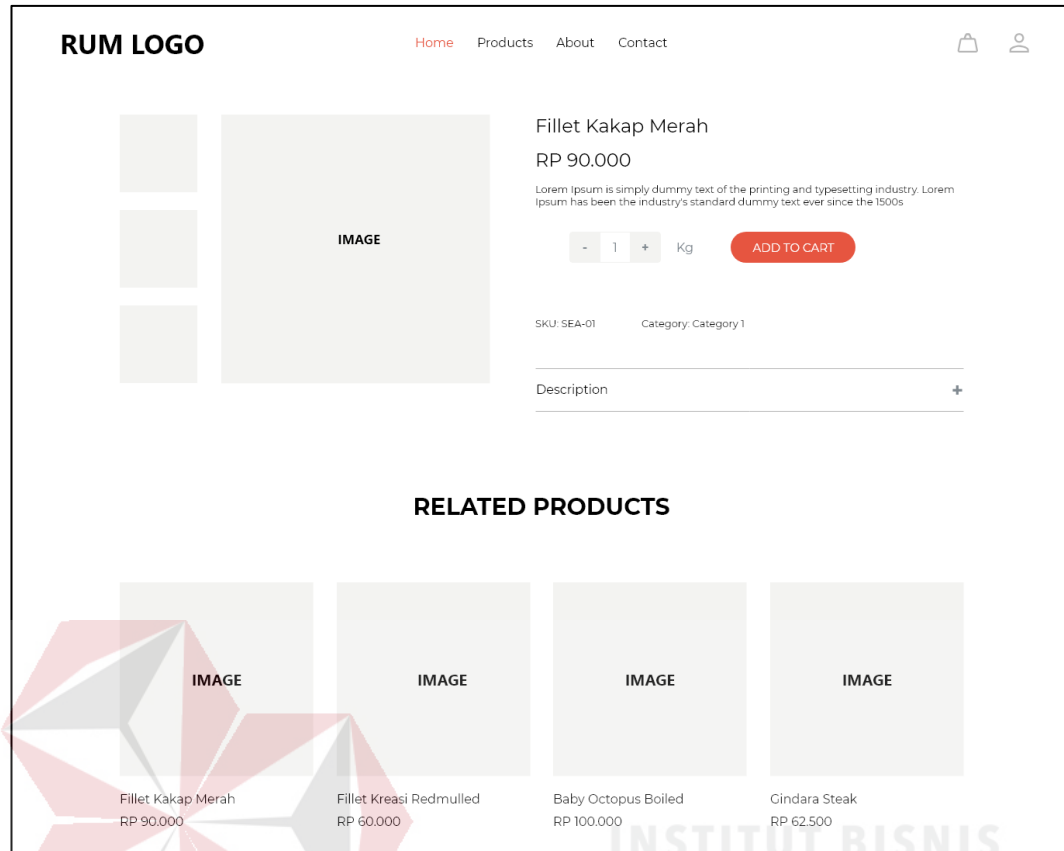 RUM LOGO
Home Products About Contact
Fillet Kakap Merah
RP 90.000
Lorem Ipsum is simply dummy text of the printing and typesetting industry. Lorem
Ipsum has been the industry's standard dummy text ever since the 1500s
IMAGE
- 1 + Kg ADD TO CART
SKU: SEA-01 Category: Category 1
Description +
RELATED PRODUCTS
IMAGE IMAGE IMAGE IMAGE
Fillet Kakap Merah Fillet Kreasi Redmulled Baby Octopus Boiled Gindara Steak
RP 90.000 RP 60.000 RP 100.000 RP 62.500
INSTITUT BISNIS